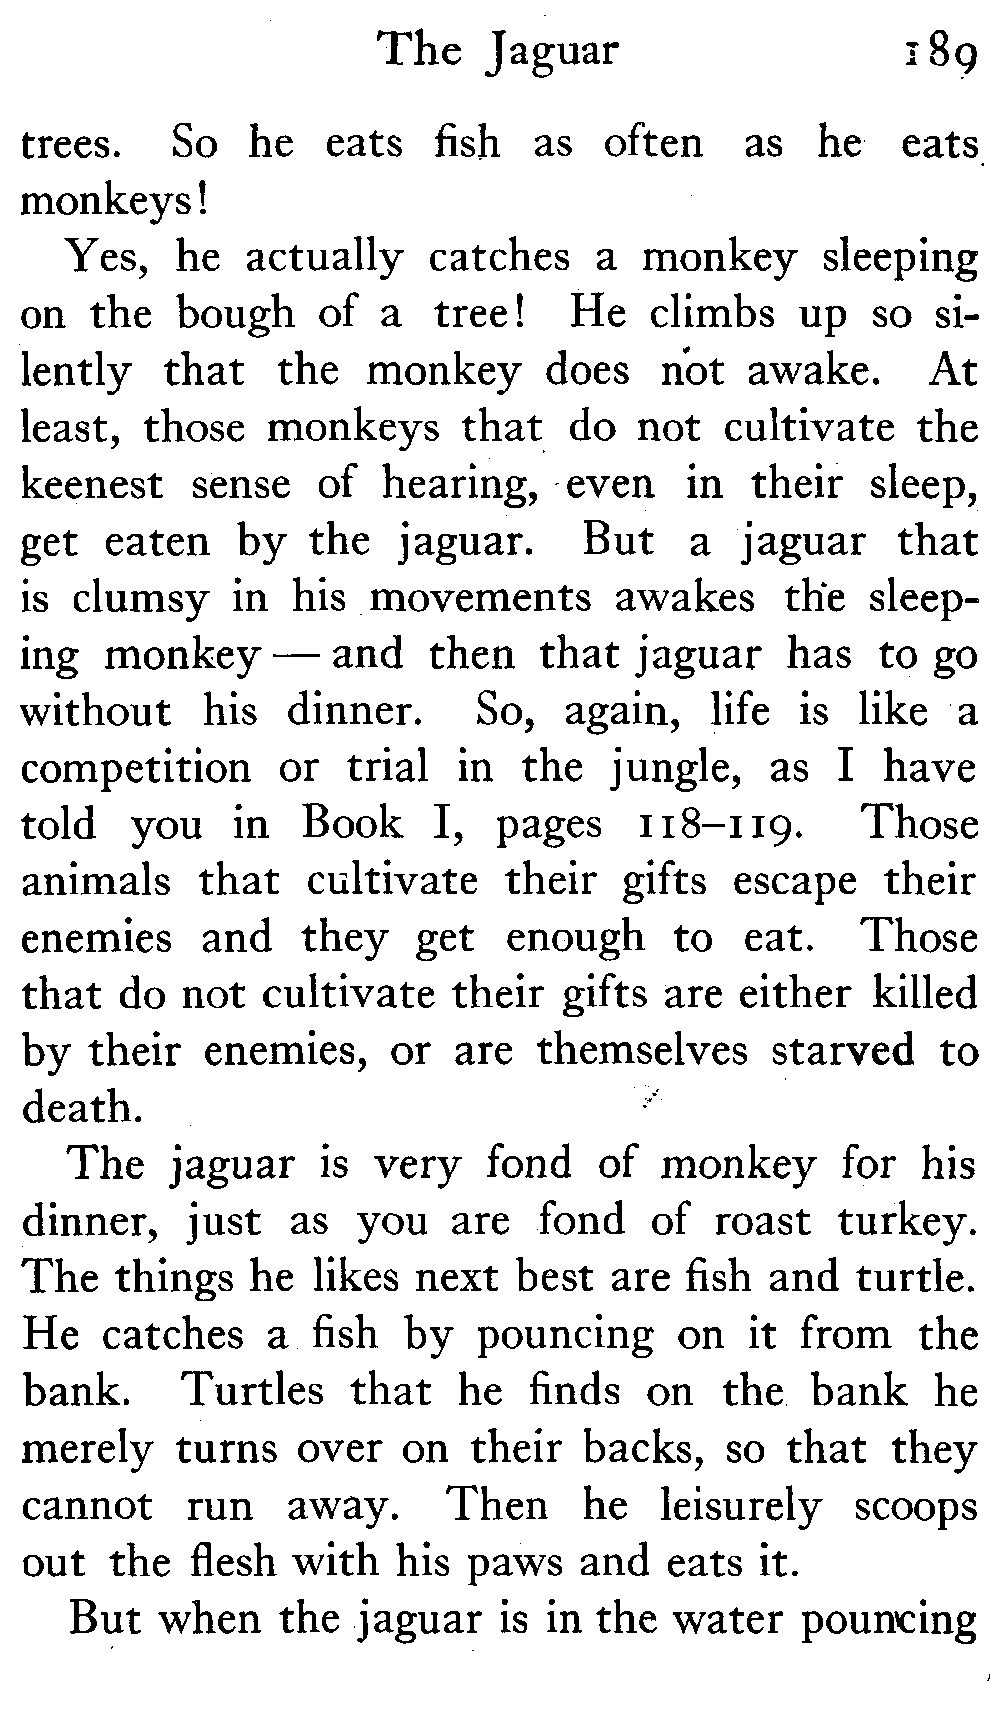 The Jaguar 189
trees. So he eats fish as often as he eats
monkeys!
Yes, he actually catches a monkey sleeping
on the bough of a tree! He climbs up so si-
lently that the monkey does not awake. At
least, those monkeys that do not cultivate the
keenest sense of hearing, even in their sleep,
get eaten by the jaguar. But a jaguar that
is clumsy in his movements awakes the sleep-
ing monkey — and then that jaguar has to go
without his dinner. So, again, life is like a
competition or trial in the jungle, as I have
told you in Book I, pages 118–119. Those
animals that cultivate their gifts escape their
enemies and they get enough to eat. Those
that do not cultivate their gifts are either killed
by their enemies, or are themselves starved to
death.
The jaguar is very fond of monkey for his
dinner, just as you are fond of roast turkey.
The things he likes next best are fish and turtle.
He catches a fish by pouncing on it from the
bank. Turtles that he finds on the bank he
merely turns over on their backs, so that they
cannot run away. Then he leisurely scoops
out the flesh with his paws and eats it.
But when the jaguar is in the water pouncing